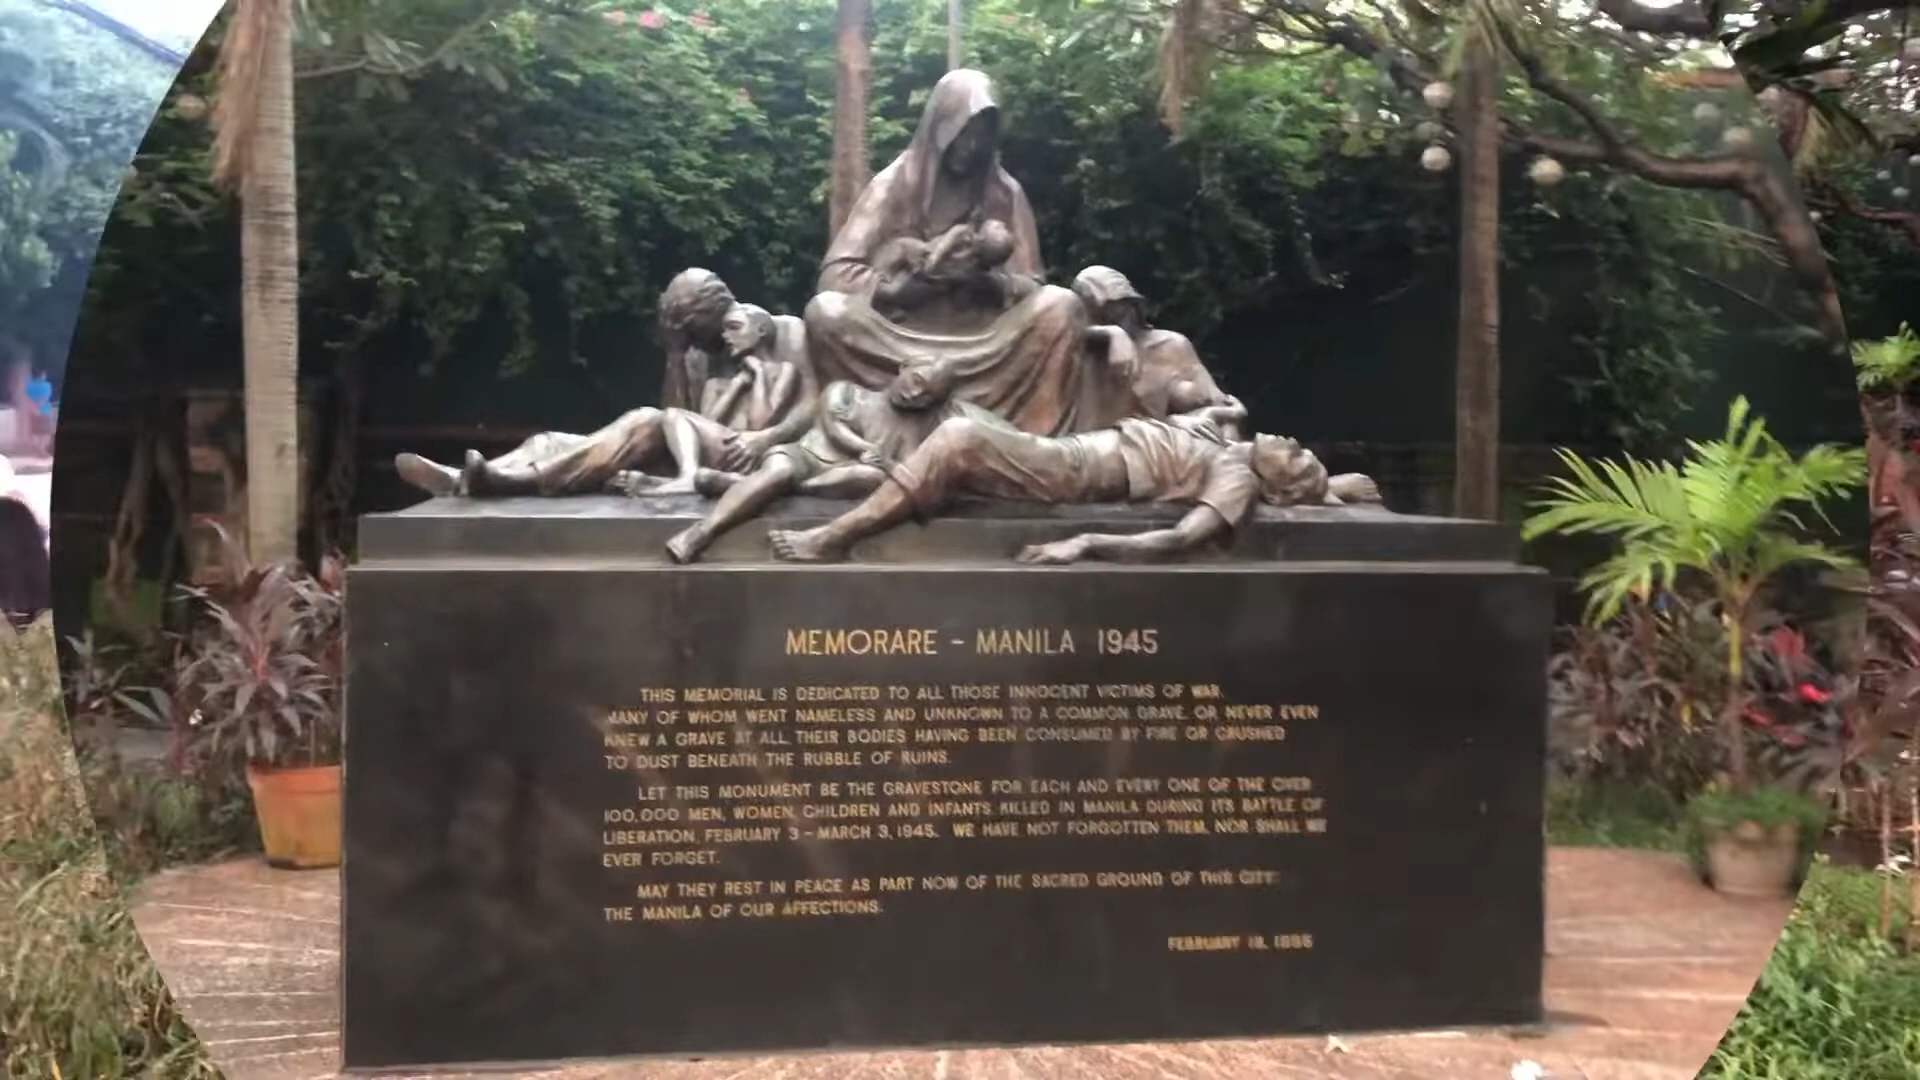 MEMORARE – MANILA 1945
THIS MEMORIAL IS DEDICATED TO ALL THOSE INNOCENT VICTIMS OF WAR,
MANY OF WHOM WENT NAMELESS AND UNKNOWN TO A COMMON GRAVE, OR NEVER EVEN
KNEW A GRAVE AT ALL, THEIR BODIES HAVING BEEN CONSUMED BY FIRE OR CRUSHED
TO DUST BENEATH THE RUBBLE OF RUINS.
LET THIS MONUMENT BE THE GRAVESTONE FOR EACH AND EVERY ONE OF THE OVER
100,000 MEN, WOMEN, CHILDREN AND INFANTS KILLED IN MANILA DURING ITS BATTLE OF
LIBERATION, FEBRUARY 3 – MARCH 3, 1945. WE HAVE NOT FORGOTTEN THEM, NOR SHALL WE
EVER FORGET.
MAY THEY REST IN PEACE AS PART NOW OF THE SACRED GROUND OF THIS CITY:
THE MANILA OF OUR AFFECTIONS.
FEBRUARY